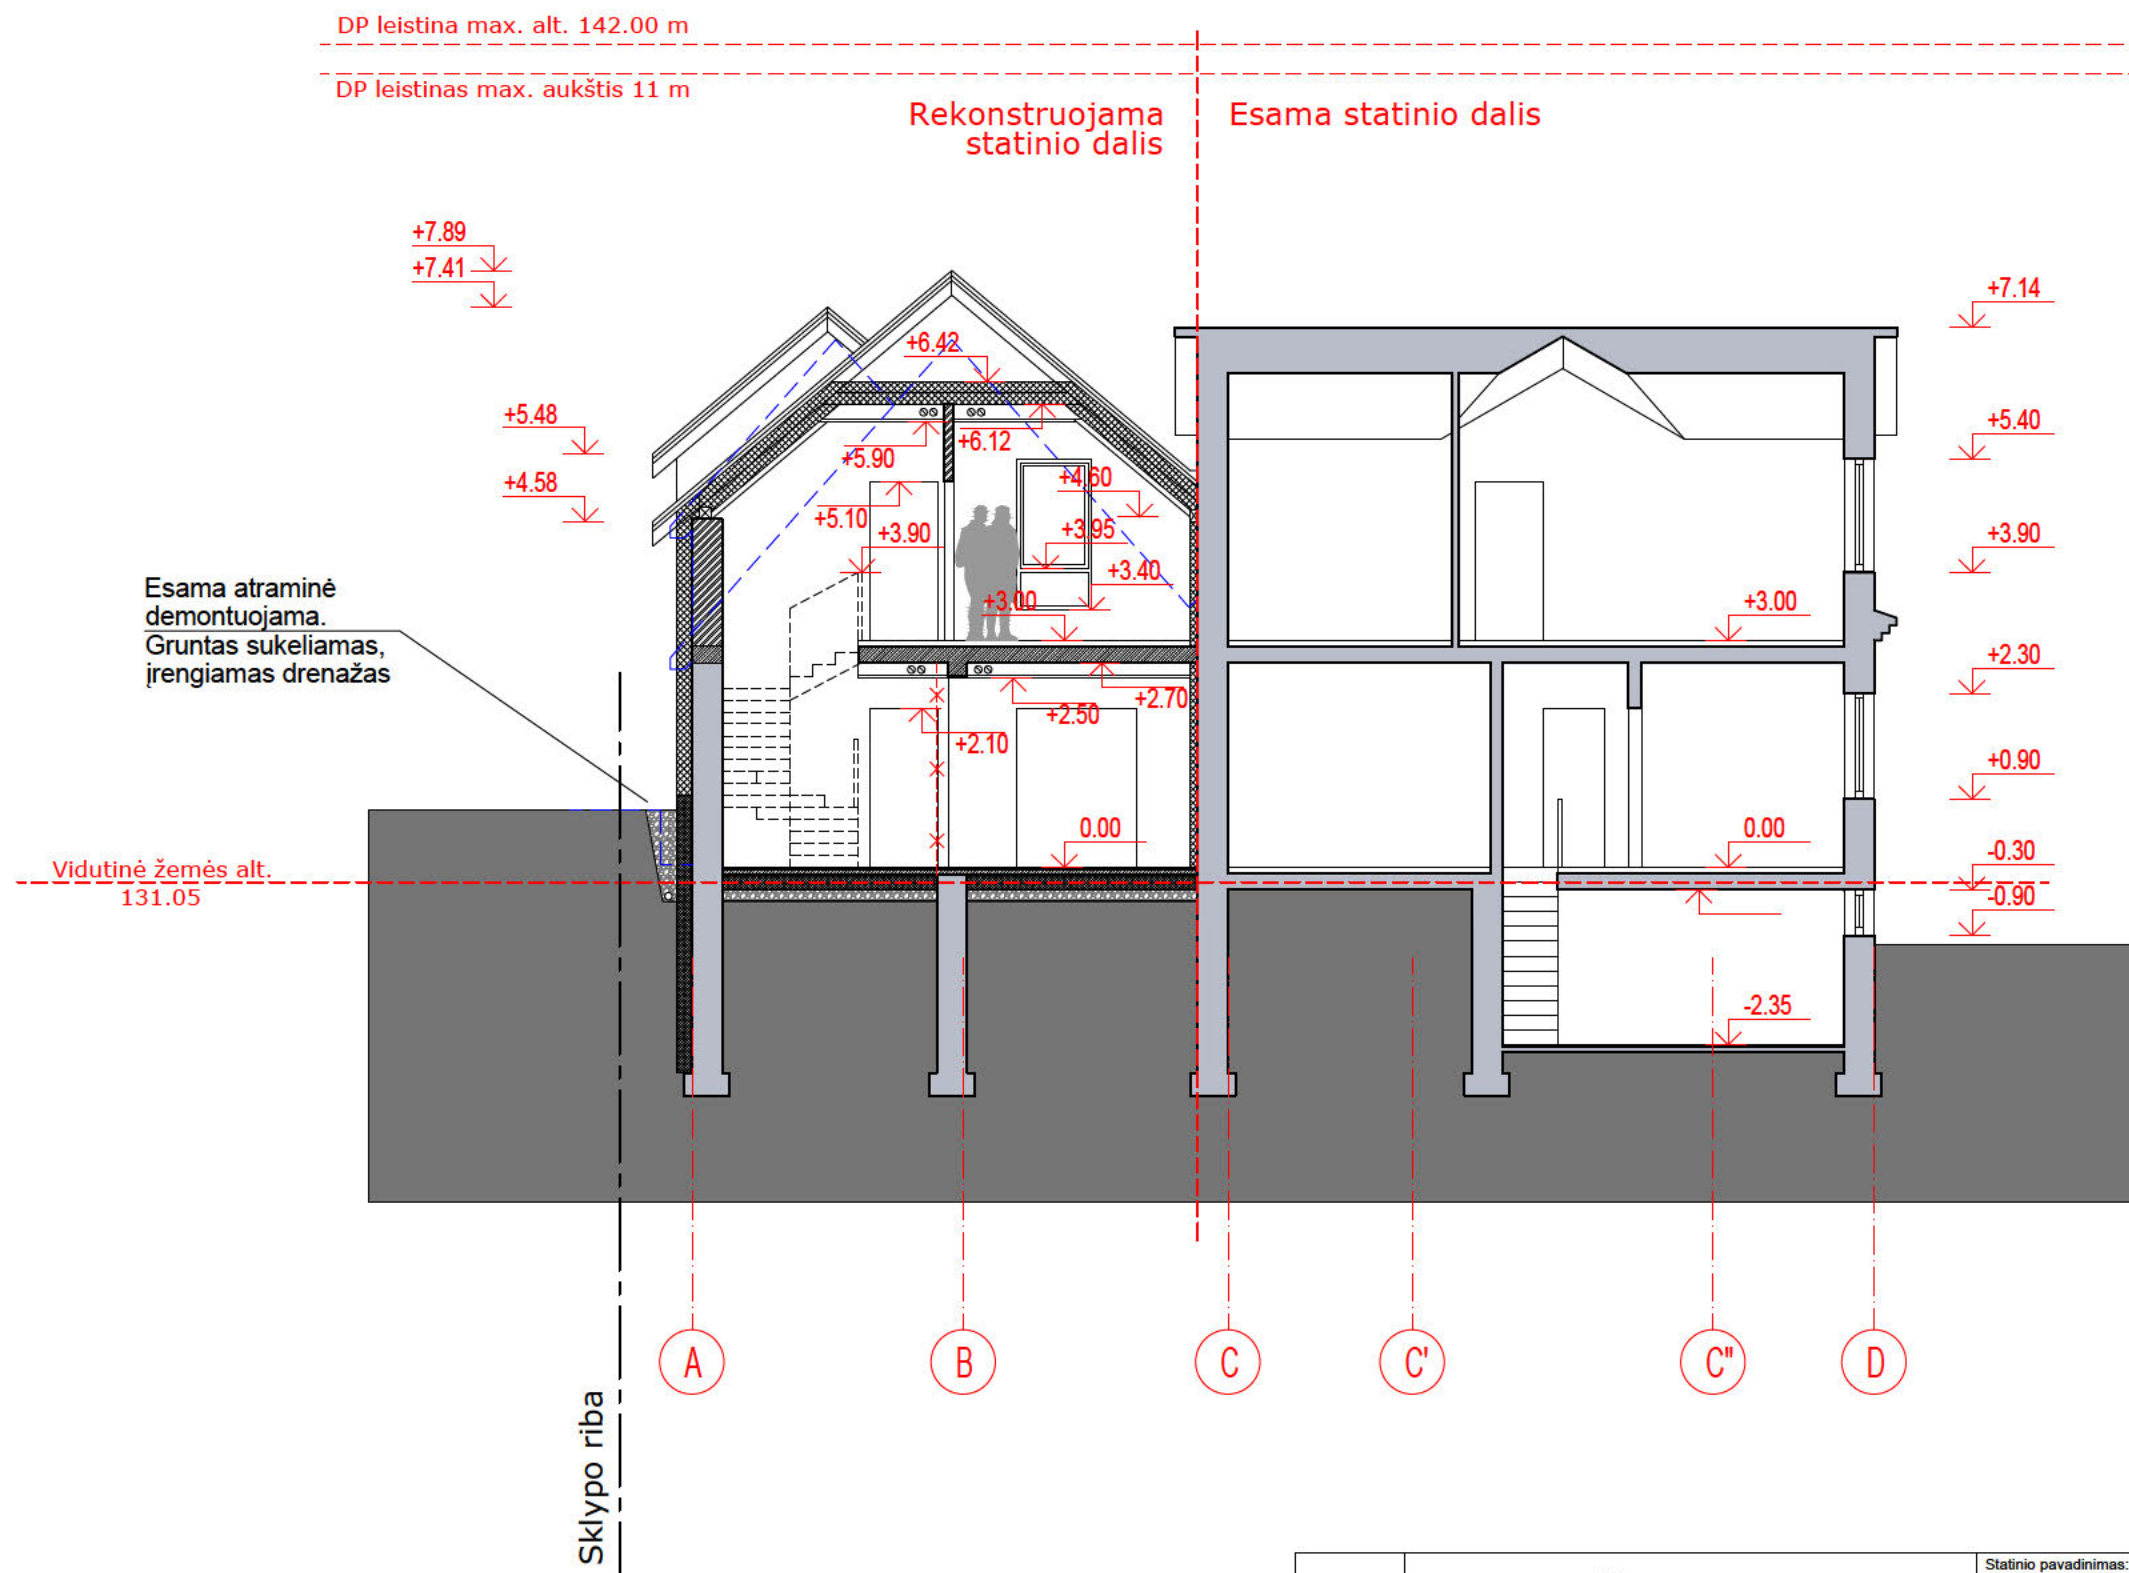 DP leistina max. alt. 142.00 m
DP leistinas max. aukštis 11 m
Rekonstruojama
statinio dalis
Esama statinio dalis
+7.89
+7.41
+7.14
+6.42
+5.48
+5.40
+5.90
+6.12
+4.58
+4.60
+5.10
+3.90
+3.95
+3.90
+3.40
+3.00
+3.00
Esama atraminė
demontuojama.
Gruntas sukeliamas,
įrengiamas drenažas
+2.30
+2.70
+2.50
+2.10
+0.90
0.00
0.00
-0.30
Vidutinė žemės alt.
131.05
-0.90
-2.35
A
B
C
C'
C"
D
Sklypo riba
Statinio pavadinimas: